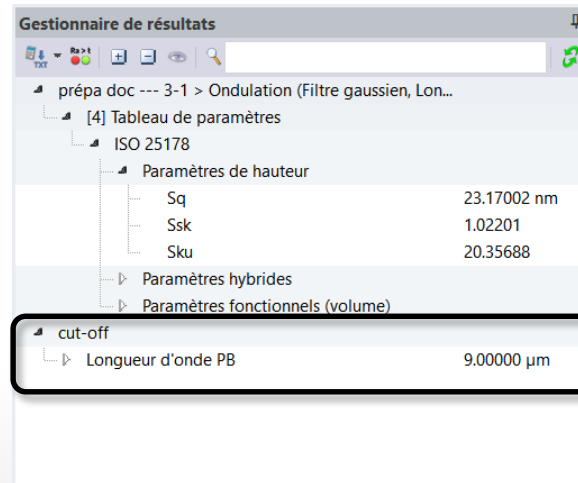 Gestionnaire de résultats
TXT Ra>t
prépa doc --- 3-1 > Ondulation (Filtre gaussien, Lon...
[4] Tableau de paramètres
ISO 25178
Paramètres de hauteur
Sq 23.17002 nm
Ssk 1.02201
Sku 20.35688
Paramètres hybrides
Paramètres fonctionnels (volume)
cut-off
Longueur d'onde PB 9.00000 µm